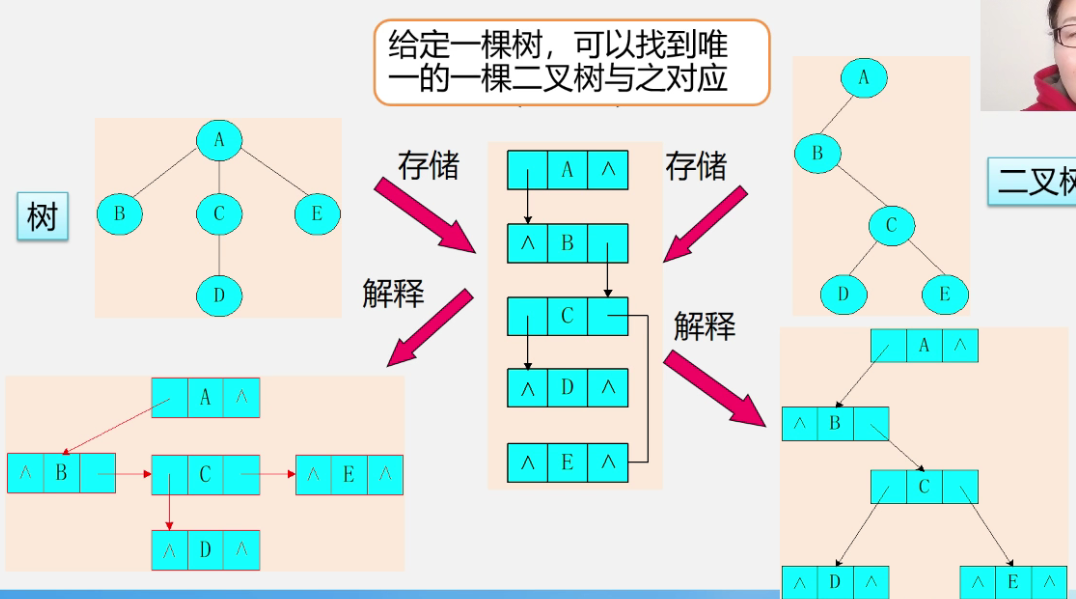 给定一棵树，可以找到唯
一的一棵二叉树与之对应
树
A
B C E
D
存储
解释
A ∧
∧ B
C
∧ D ∧
∧ E ∧
存储
解释
A
B
C
D E
二叉树
A ∧
∧ B C ∧ E ∧
∧ D ∧
A ∧
∧ B
C
∧ D ∧ ∧ E ∧